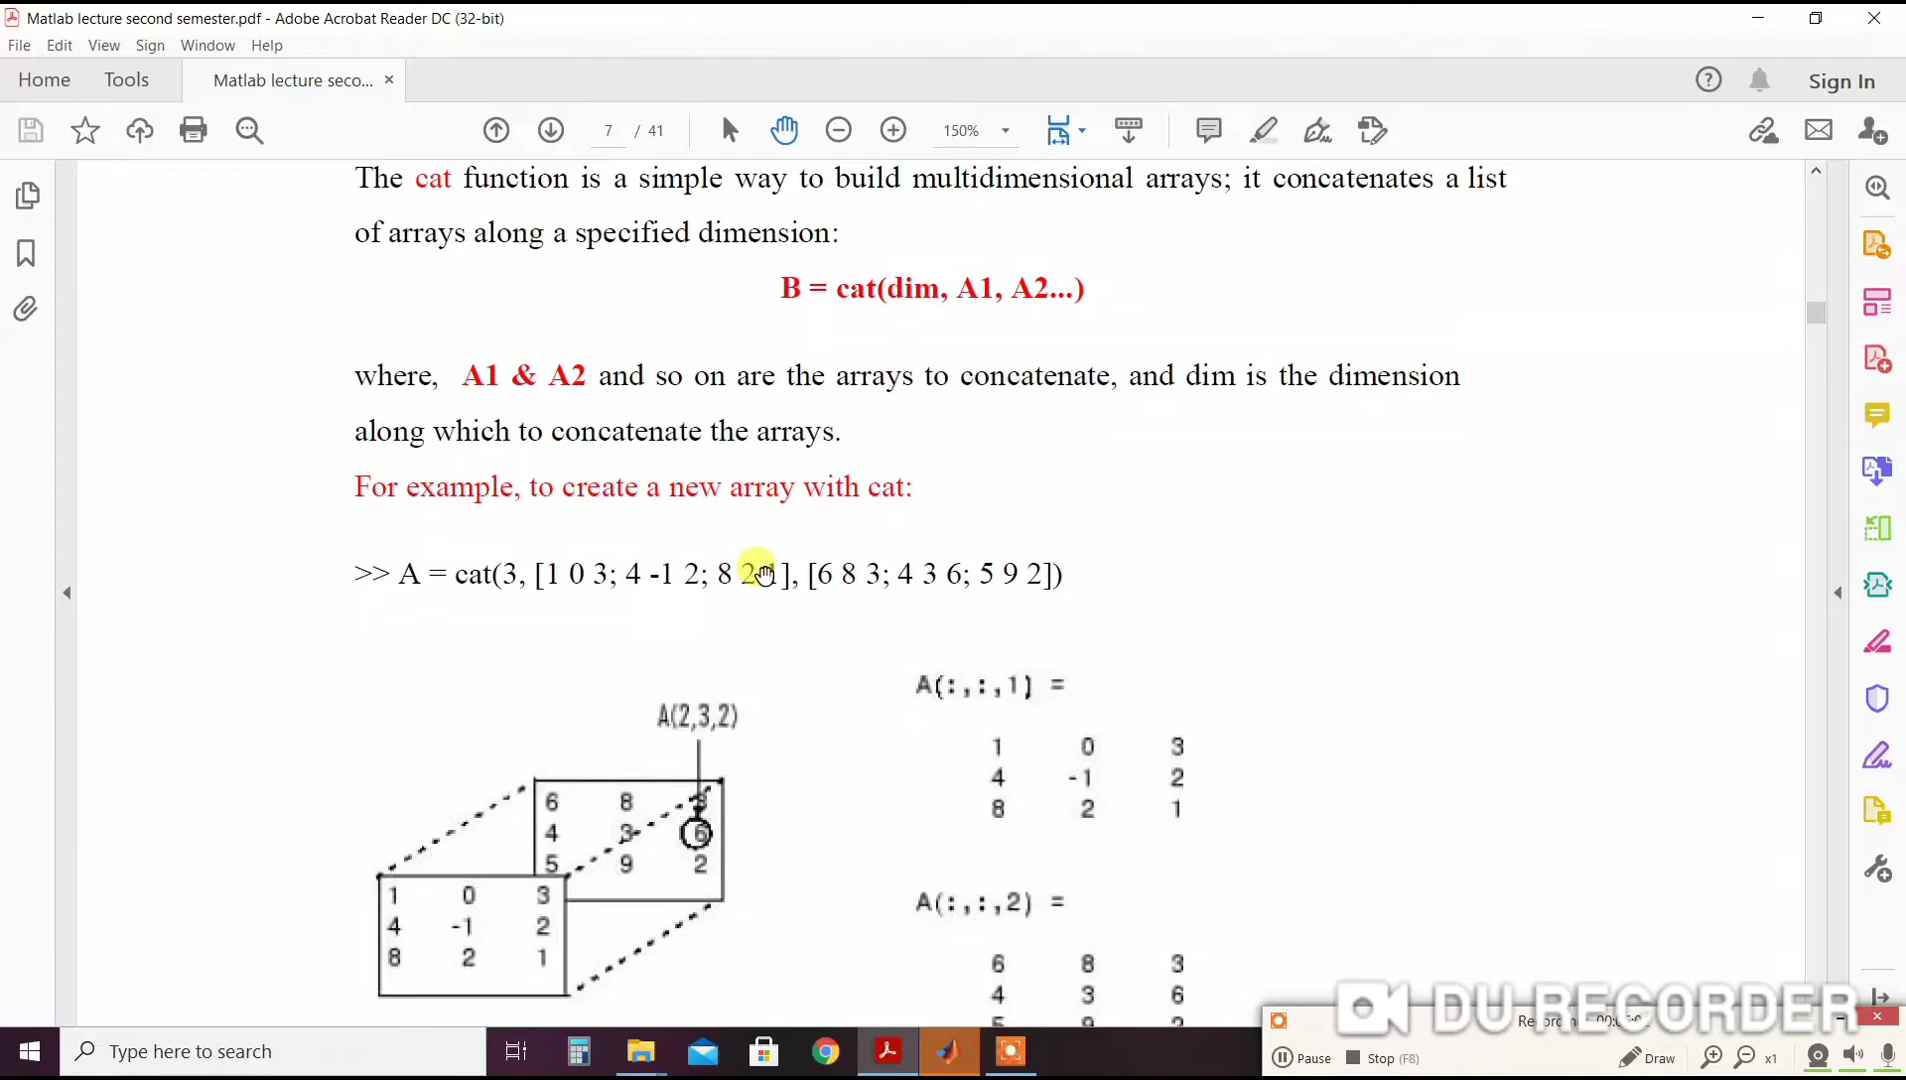 Matlab lecture second semester.pdf - Adobe Acrobat Reader DC (32-bit)
File Edit View Sign Window Help
Home Tools Matlab lecture seco... × Sign In
7 / 41 150%
The cat function is a simple way to build multidimensional arrays; it concatenates a list
of arrays along a specified dimension:
B = cat(dim, A1, A2...)
where, A1 & A2 and so on are the arrays to concatenate, and dim is the dimension
along which to concatenate the arrays.
For example, to create a new array with cat:
>> A = cat(3, [1 0 3; 4 -1 2; 8 2 1], [6 8 3; 4 3 6; 5 9 2])
A(2,3,2)
6 8 3
4 3 6
5 9 2
1 0 3
4 -1 2
8 2 1
A(:,:,1) =
1 0 3
4 -1 2
8 2 1
A(:,:,2) =
6 8 3
4 3 6
5 9 2
DU RECORDER
Pause Stop (F8) Draw x1
Type here to search